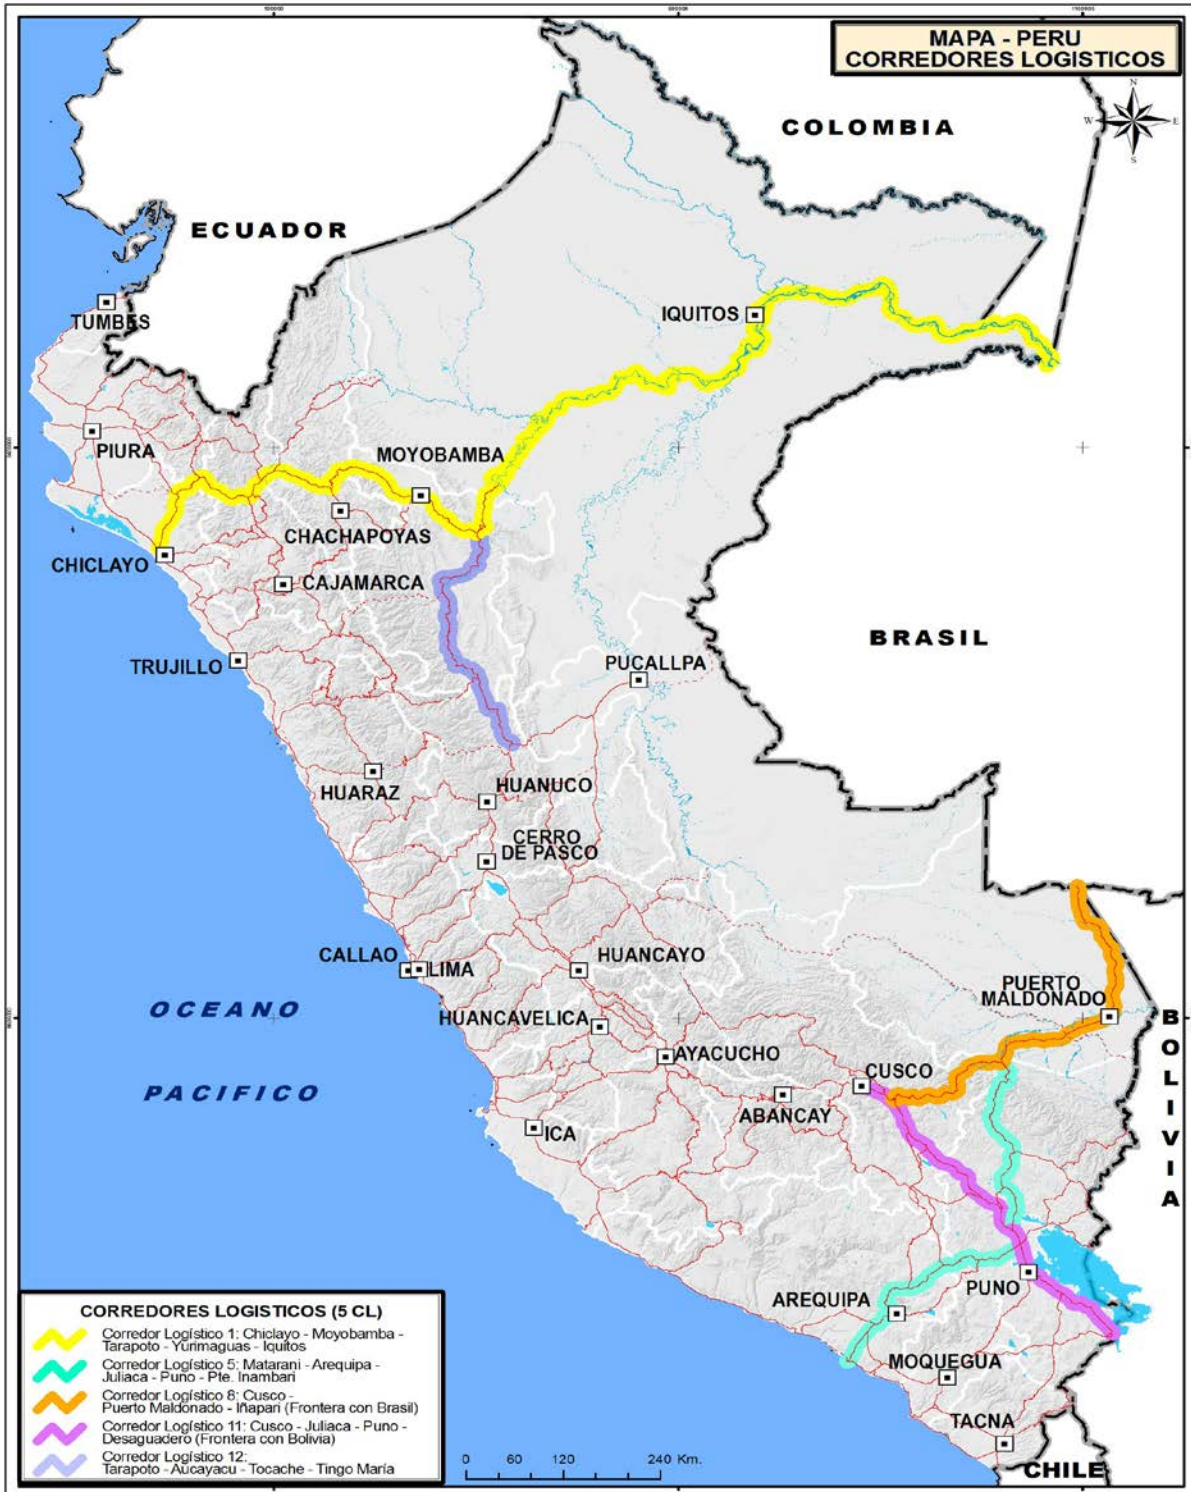 MAPA - PERU
CORREDORES LOGISTICOS
N
W
E
S
COLOMBIA
ECUADOR
IQUITOS
TUMBES
PIURA
MOYOBAMBA
CHACHAPOYAS
CHICLAYO
CAJAMARCA
BRASIL
TRUJILLO
PUCALLPA
HUARAZ
HUANUCO
CERRO
DE PASCO
CALLAO
LIMA
HUANCAYO
PUERTO
MALDONADO
OCEANO
PACIFICO
HUANCAVELICA
AYACUCHO
CUSCO
ABANCAY
ICA
BOLIVIA
PUNO
AREQUIPA
MOQUEGUA
TACNA
CHILE
CORREDORES LOGISTICOS (5 CL)
Corredor Logístico 1: Chiclayo - Moyobamba -
Tarapoto - Yurimaguas - Iquitos
Corredor Logístico 5: Matarani - Arequipa -
Juliaca - Puno - Pte. Inambari
Corredor Logístico 8: Cusco -
Puerto Maldonado - Iñapari (Frontera con Brasil)
Corredor Logístico 11: Cusco - Juliaca - Puno -
Desaguadero (Frontera con Bolivia)
Corredor Logístico 12:
Tarapoto - Aucayacu - Tocache - Tingo María
0 60 120 240 Km.